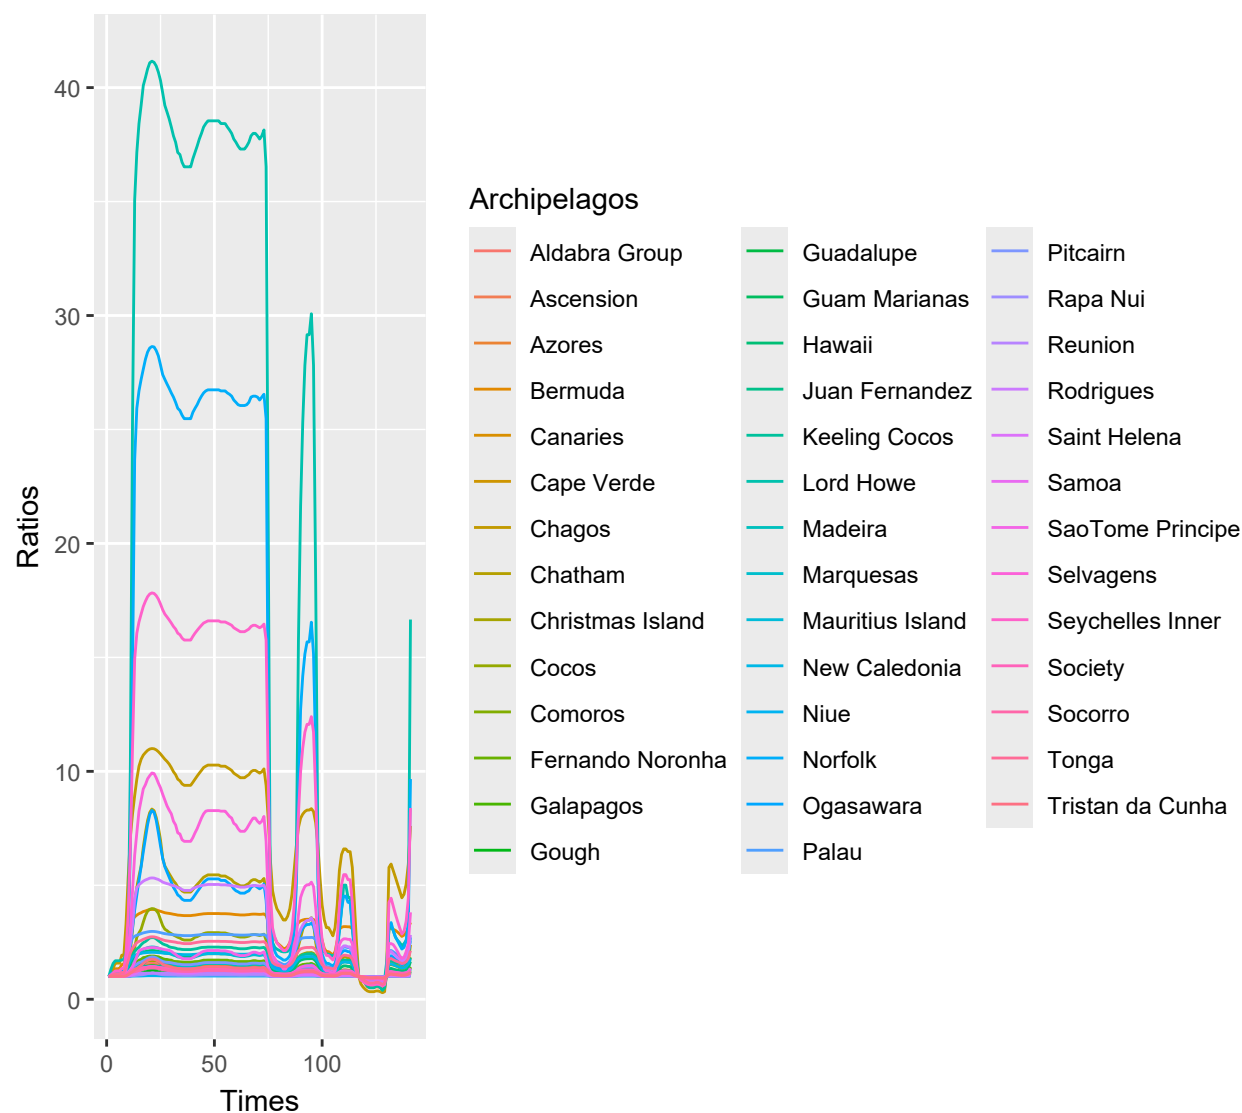 40
30
20
10
0
0
50
100
Times
Ratios
Archipelagos
Aldabra Group
Ascension
Azores
Bermuda
Canaries
Cape Verde
Chagos
Chatham
Christmas Island
Cocos
Comoros
Fernando Noronha
Galapagos
Gough
Guadalupe
Guam Marianas
Hawaii
Juan Fernandez
Keeling Cocos
Lord Howe
Madeira
Marquesas
Mauritius Island
New Caledonia
Niue
Norfolk
Ogasawara
Palau
Pitcairn
Rapa Nui
Reunion
Rodrigues
Saint Helena
Samoa
SaoTome Principe
Selvagens
Seychelles Inner
Society
Socorro
Tonga
Tristan da Cunha